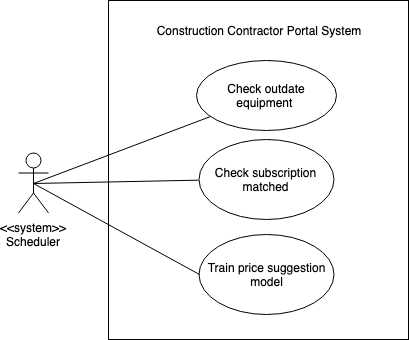 Construction Contractor Portal System
Check outdate
equipment
Check subscription
matched
<<system>>
Scheduler
Train price suggestion
model